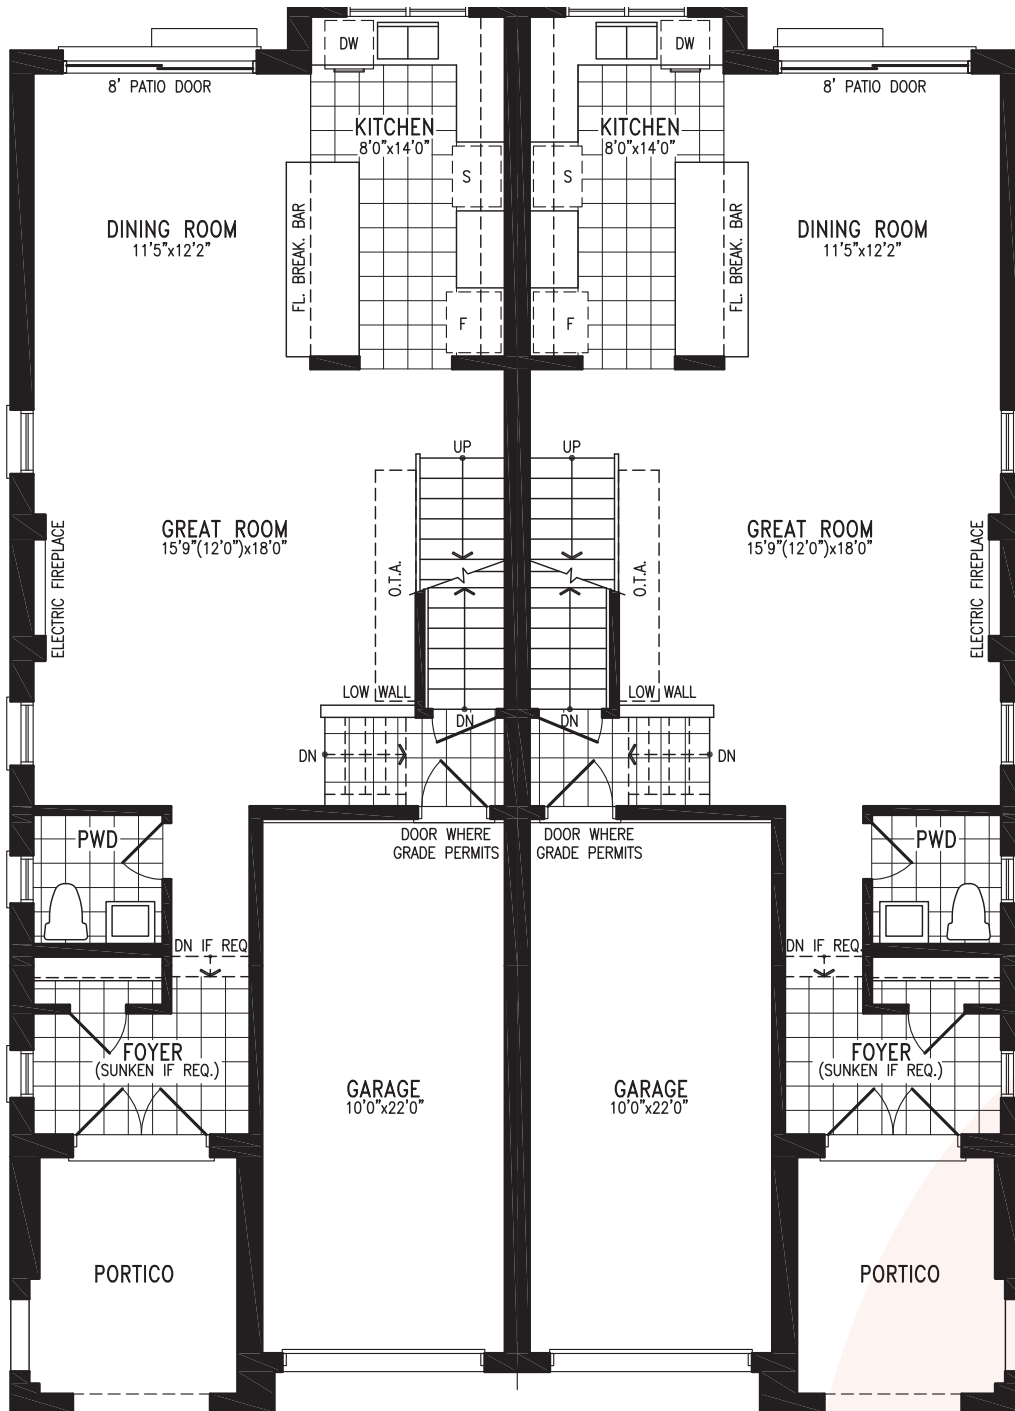 DW
DW
8' PATIO DOOR
8' PATIO DOOR
KITCHEN
8'0"x14'0"
KITCHEN
8'0"x14'0"
S
S
DINING ROOM
11'5"x12'2"
FL. BREAK. BAR
FL. BREAK. BAR
DINING ROOM
11'5"x12'2"
F
F
UP
UP
GREAT ROOM
15'9"(12'0")x18'0"
GREAT ROOM
15'9"(12'0")x18'0"
ELECTRIC FIREPLACE
O.T.A.
O.T.A.
ELECTRIC FIREPLACE
LOW WALL
LOW WALL
DN
DN
DN
DN
PWD
DOOR WHERE
GRADE PERMITS
DOOR WHERE
GRADE PERMITS
PWD
DN IF REQ.
DN IF REQ.
FOYER
(SUNKEN IF REQ.)
FOYER
(SUNKEN IF REQ.)
GARAGE
10'0"x22'0"
GARAGE
10'0"x22'0"
PORTICO
PORTICO